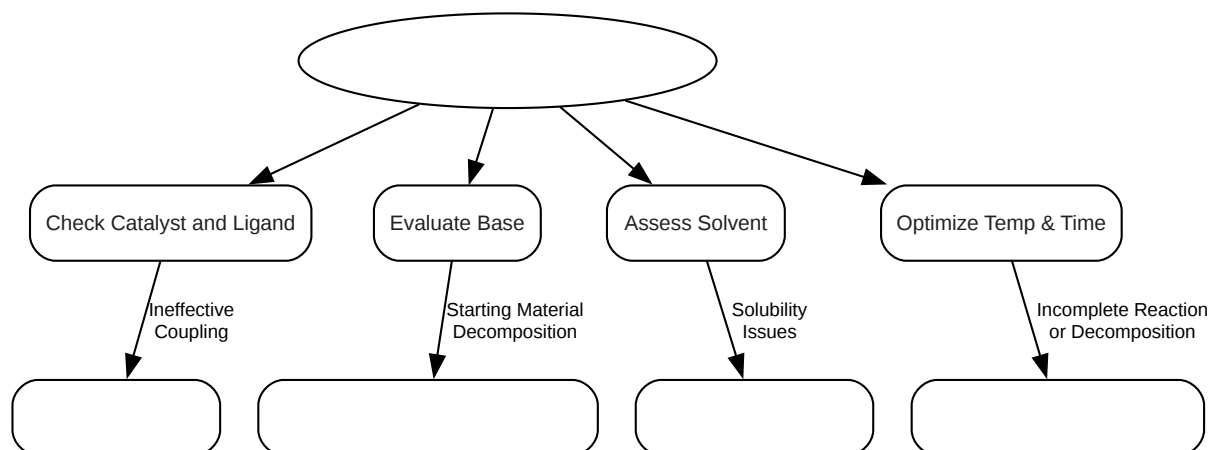 Check Catalyst and Ligand
Evaluate Base
Assess Solvent
Optimize Temp & Time
Ineffective
Coupling
Starting Material
Decomposition
Solubility
Issues
Incomplete Reaction
or Decomposition